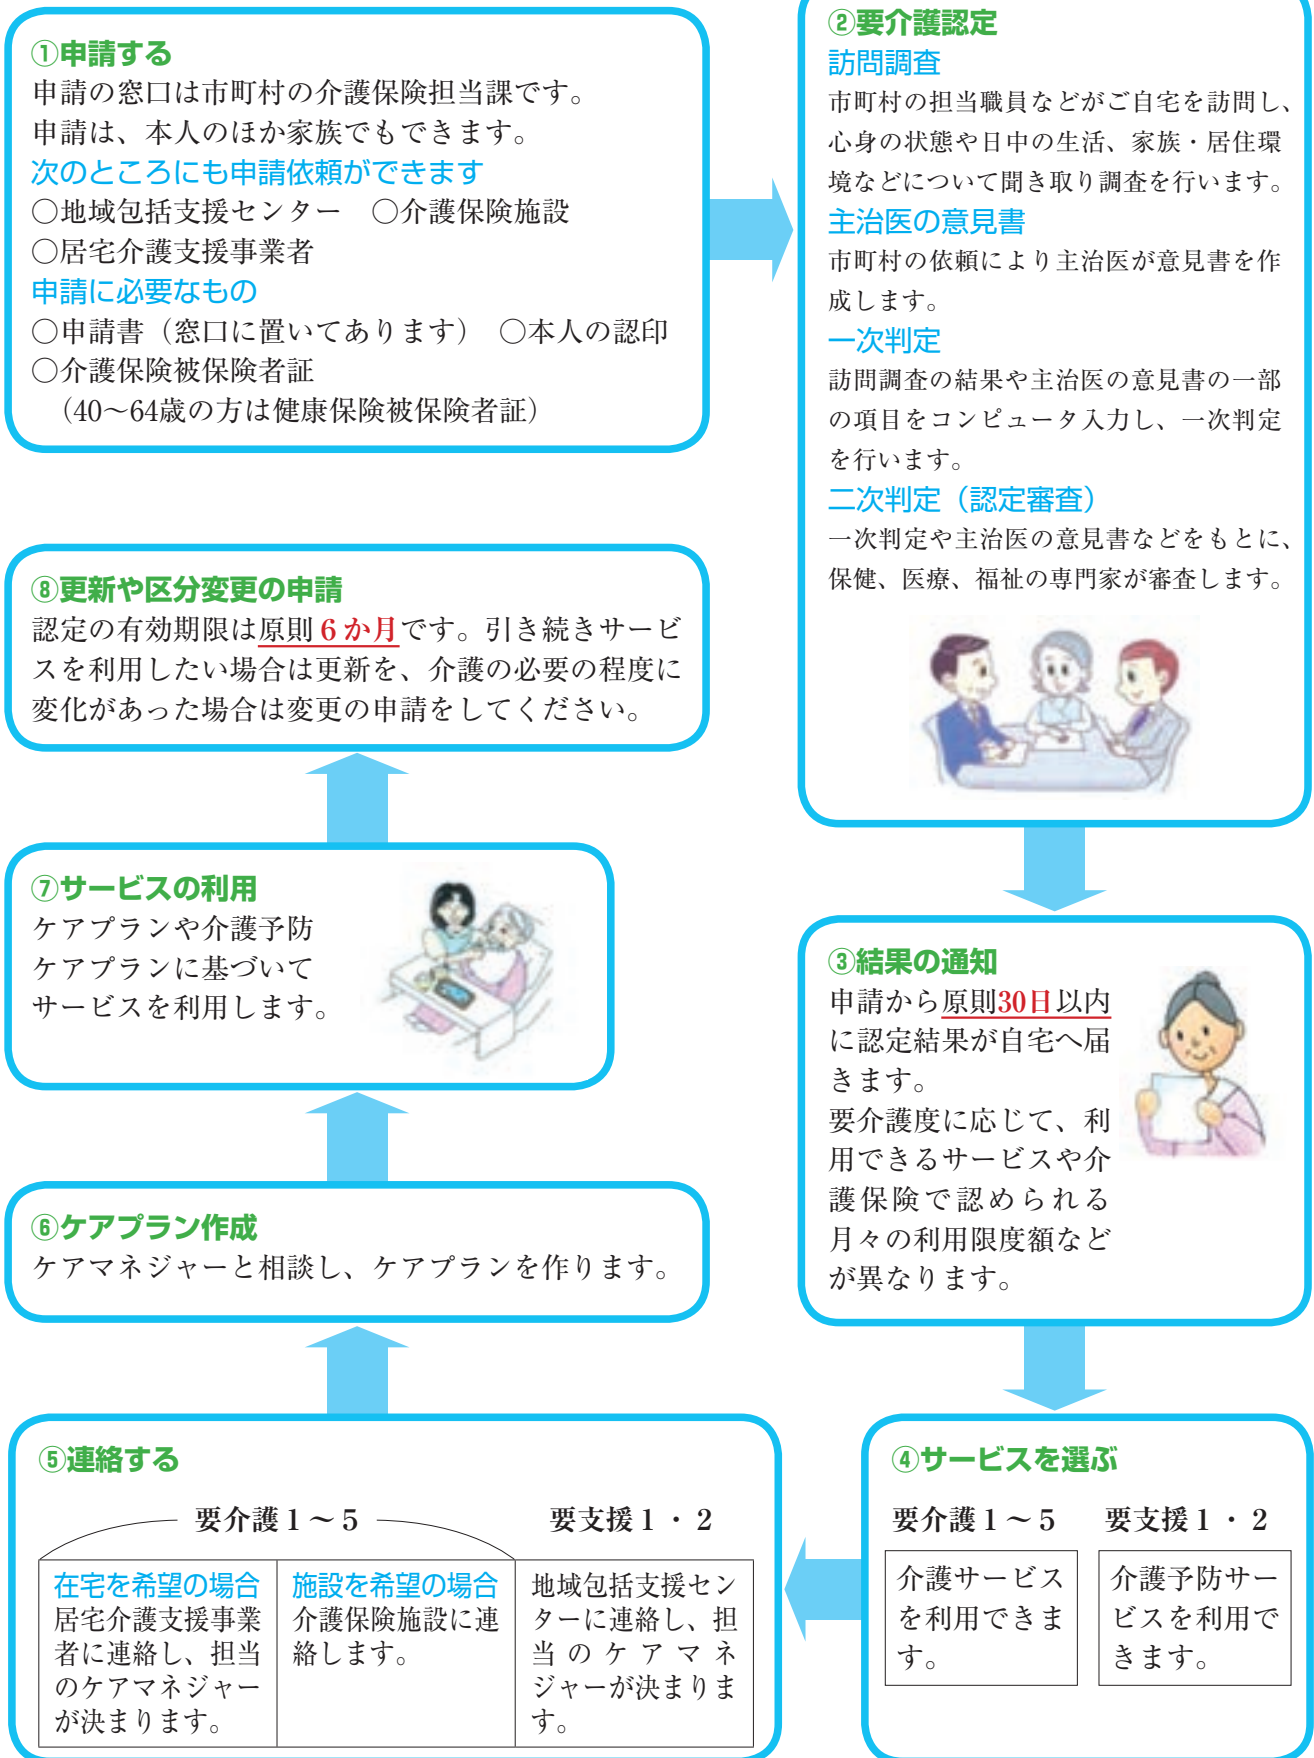 ①申請する
申請の窓口は市町村の介護保険担当課です。
申請は、本人のほか家族でもできます。
次のところにも申請依頼ができます
○地域包括支援センター　○介護保険施設
○居宅介護支援事業者
申請に必要なもの
○申請書（窓口に置いてあります）　○本人の認印
○介護保険被保険者証
（40～64歳の方は健康保険被保険者証）
②要介護認定
訪問調査
市町村の担当職員などがご自宅を訪問し、
心身の状態や日中の生活、家族・居住環
境などについて聞き取り調査を行います。
主治医の意見書
市町村の依頼により主治医が意見書を作
成します。
一次判定
訪問調査の結果や主治医の意見書の一部
の項目をコンピュータ入力し、一次判定
を行います。
二次判定（認定審査）
一次判定や主治医の意見書などをもとに、
保健、医療、福祉の専門家が審査します。
③結果の通知
申請から原則30日以内
に認定結果が自宅へ届
きます。
要介護度に応じて、利
用できるサービスや介
護保険で認められる
月々の利用限度額など
が異なります。
④サービスを選ぶ
要介護１～５　要支援１・２
介護サービス
を利用できま
す。
介護予防サー
ビスを利用で
きます。
⑤連絡する
要介護１～５　要支援１・２
在宅を希望の場合
居宅介護支援事業
者に連絡し、担当
のケアマネジャー
が決まります。
施設を希望の場合
介護保険施設に連
絡します。
地域包括支援セン
ターに連絡し、担
当のケアマネ
ジャーが決まりま
す。
⑥ケアプラン作成
ケアマネジャーと相談し、ケアプランを作ります。
⑦サービスの利用
ケアプランや介護予防
ケアプランに基づいて
サービスを利用します。
⑧更新や区分変更の申請
認定の有効期限は原則６か月です。引き続きサービ
スを利用したい場合は更新を、介護の必要の程度に
変化があった場合は変更の申請をしてください。